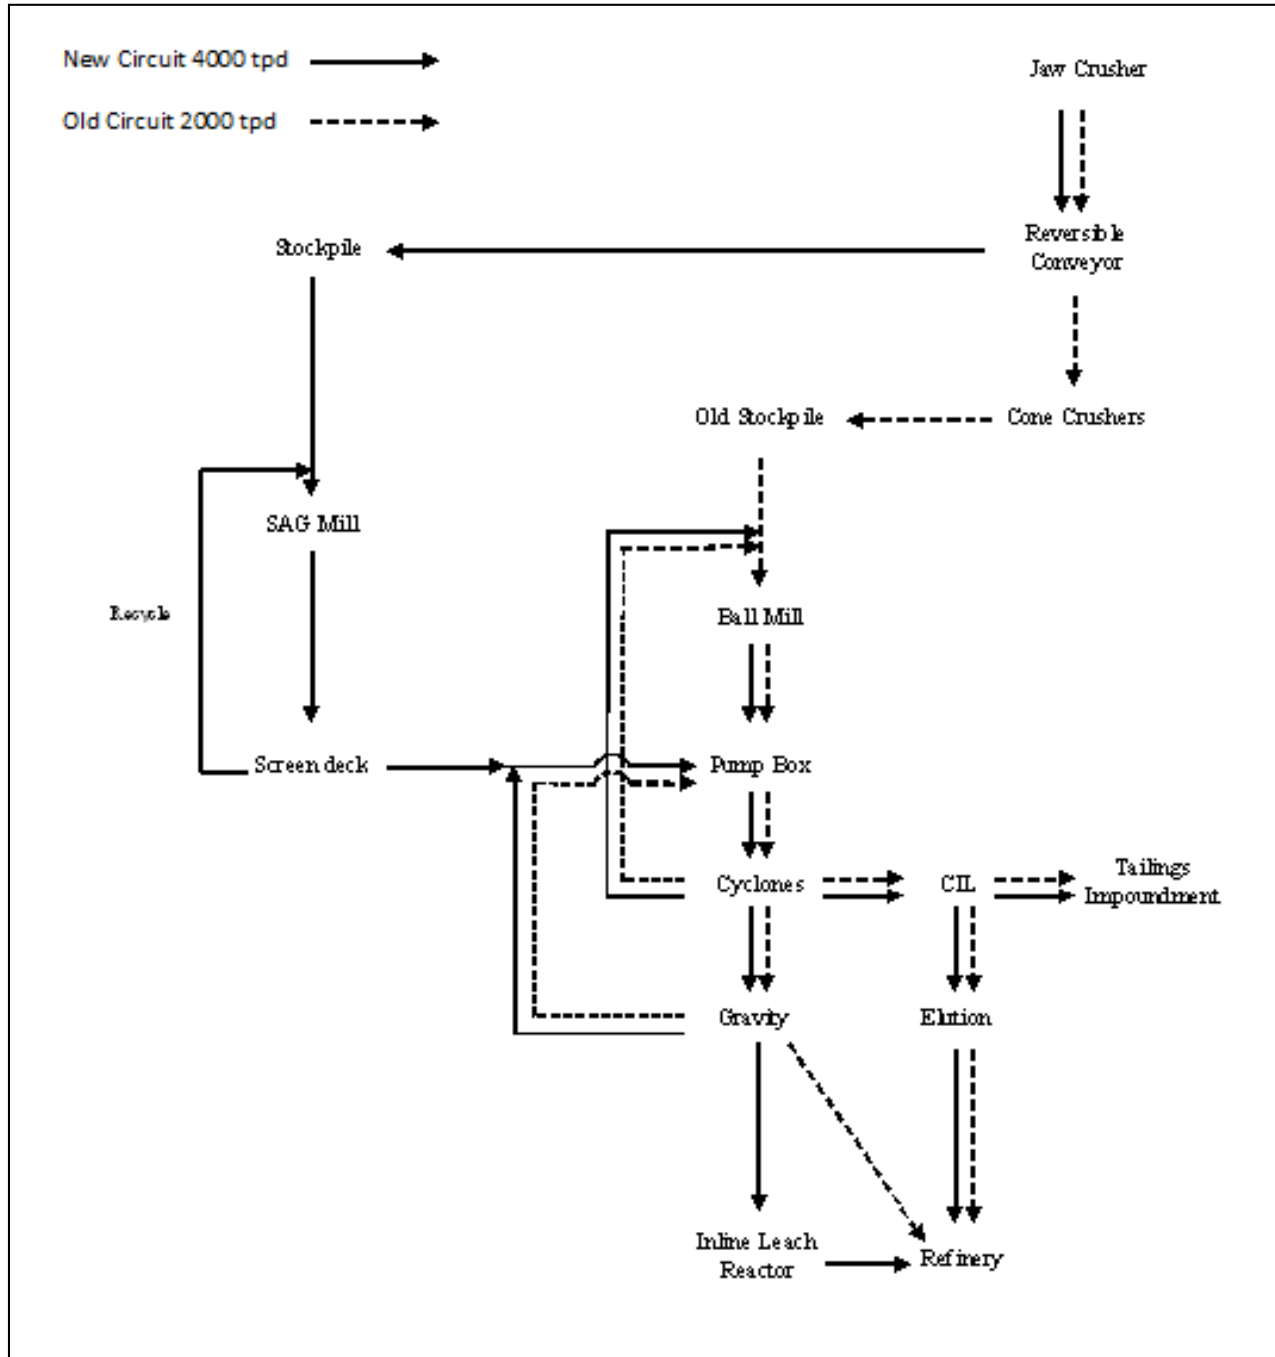 New Circuit 4000 tpd
Old Circuit 2000 tpd
Jaw Crusher
Reversible
Conveyor
Stockpile
Old Stockpile
Cone Crushers
SAG Mill
Recycle
Ball Mill
Screen deck
Pump Box
Cyclones
CIL
Tailings
Impoundment
Gravity
Elution
Inline Leach
Reactor
Refinery